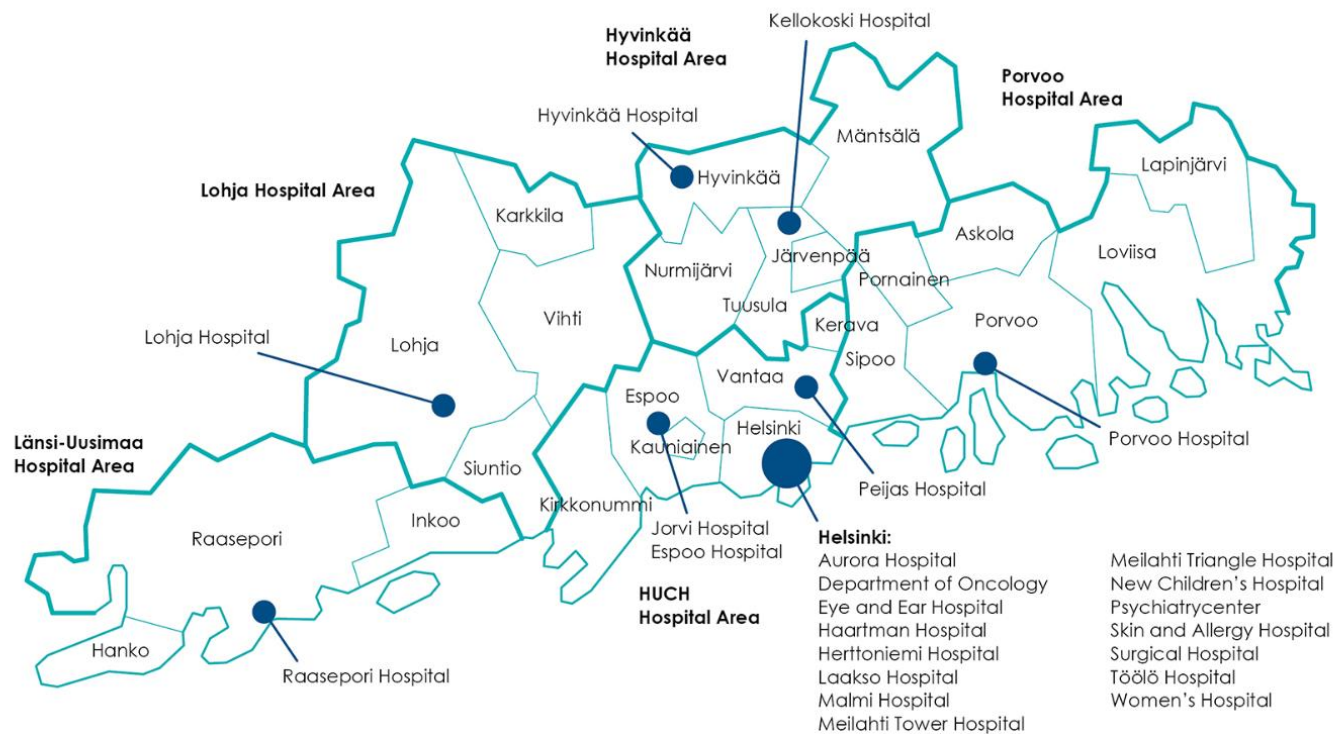 Kellokoski Hospital
Hyvinkää
Hospital Area
Porvoo
Hospital Area
Hyvinkää Hospital
Mäntsälä
Lapinjärvi
Hyvinkää
Lohja Hospital Area
Karkkila
Askola
Loviisa
Nurmijärvi
Järvenpää
Pornainen
Tuusula
Vihti
Kerava
Porvoo
Lohja Hospital
Lohja
Sipoo
Vantaa
Espoo
Helsinki
Länsi-Uusimaa
Hospital Area
Kauniainen
Porvoo Hospital
Siuntio
Peijas Hospital
Kirkkonummi
Inkoo
Raasepori
Jorvi Hospital
Espoo Hospital
HUCH
Hospital Area
Hanko
Raasepori Hospital
Helsinki:
Aurora Hospital
Department of Oncology
Eye and Ear Hospital
Haartman Hospital
Herttoniemi Hospital
Laakso Hospital
Malmi Hospital
Meilahti Tower Hospital
Meilahti Triangle Hospital
New Children's Hospital
Psychiatrycenter
Skin and Allergy Hospital
Surgical Hospital
Töölö Hospital
Women's Hospital